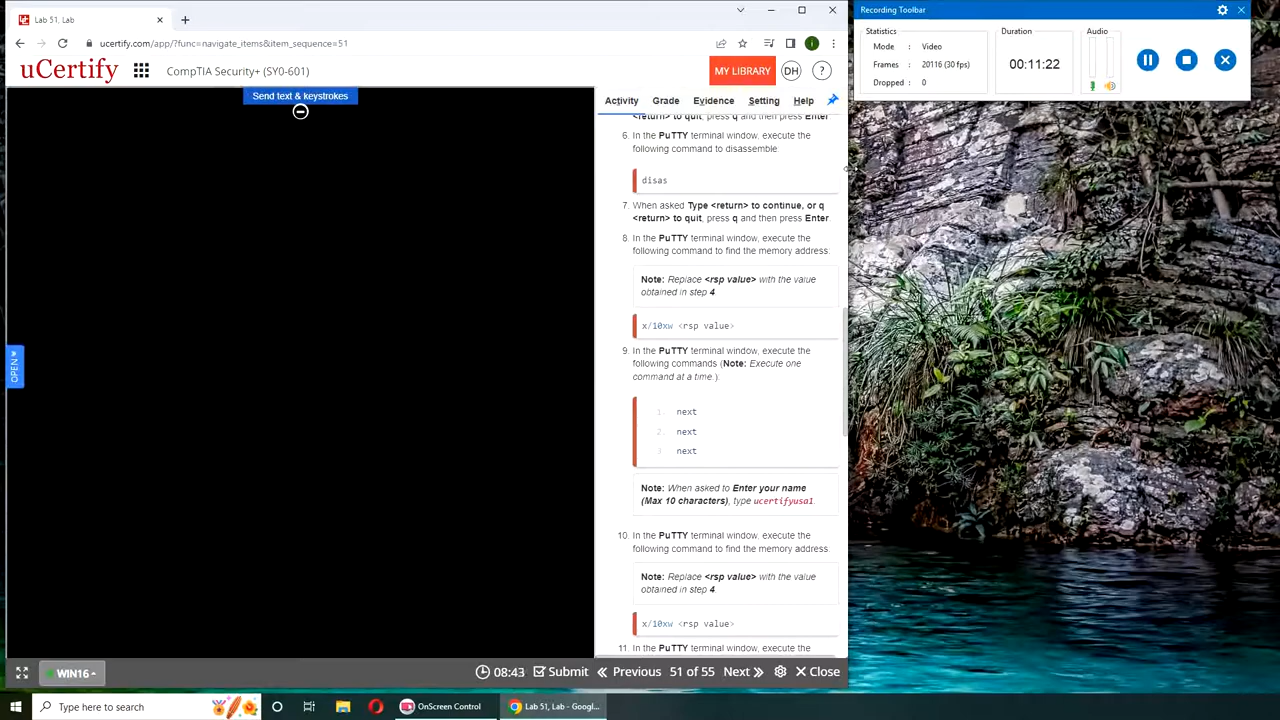 Lab 51, Lab
ucertify.com/app/?func=navigate_items&item_sequence=51
uCertify
CompTIA Security+ (SY0-601)
MY LIBRARY
DH
?
Send text & keystrokes
OPEN
Activity Grade Evidence Setting Help
<return> to quit, press q and then press Enter
6. In the PuTTY terminal window, execute the
following command to disassemble:
disas
7. When asked Type <return> to continue, or q
<return> to quit, press q and then press Enter.
8. In the PuTTY terminal window, execute the
following command to find the memory address:
Note: Replace <rsp value> with the value
obtained in step 4
x/10xw <rsp value>
9. In the PuTTY terminal window, execute the
following commands (Note: Execute one
command at a time.).
1. next
2. next
3. next
Note: When asked to Enter your name
(Max 10 characters), type ucertifyusa1.
10. In the PuTTY terminal window, execute the
following command to find the memory address.
Note: Replace <rsp value> with the value
obtained in step 4.
x/10xw <rsp value>
11. In the PuTTY terminal window, execute the
WIN16
08:43 Submit Previous 51 of 55 Next Close
Type here to search
OnScreen Control
Lab 51, Lab - Googl...
Recording Toolbar
Statistics
Mode : Video
Frames : 20116 (30 fps)
Dropped : 0
Duration
00:11:22
Audio